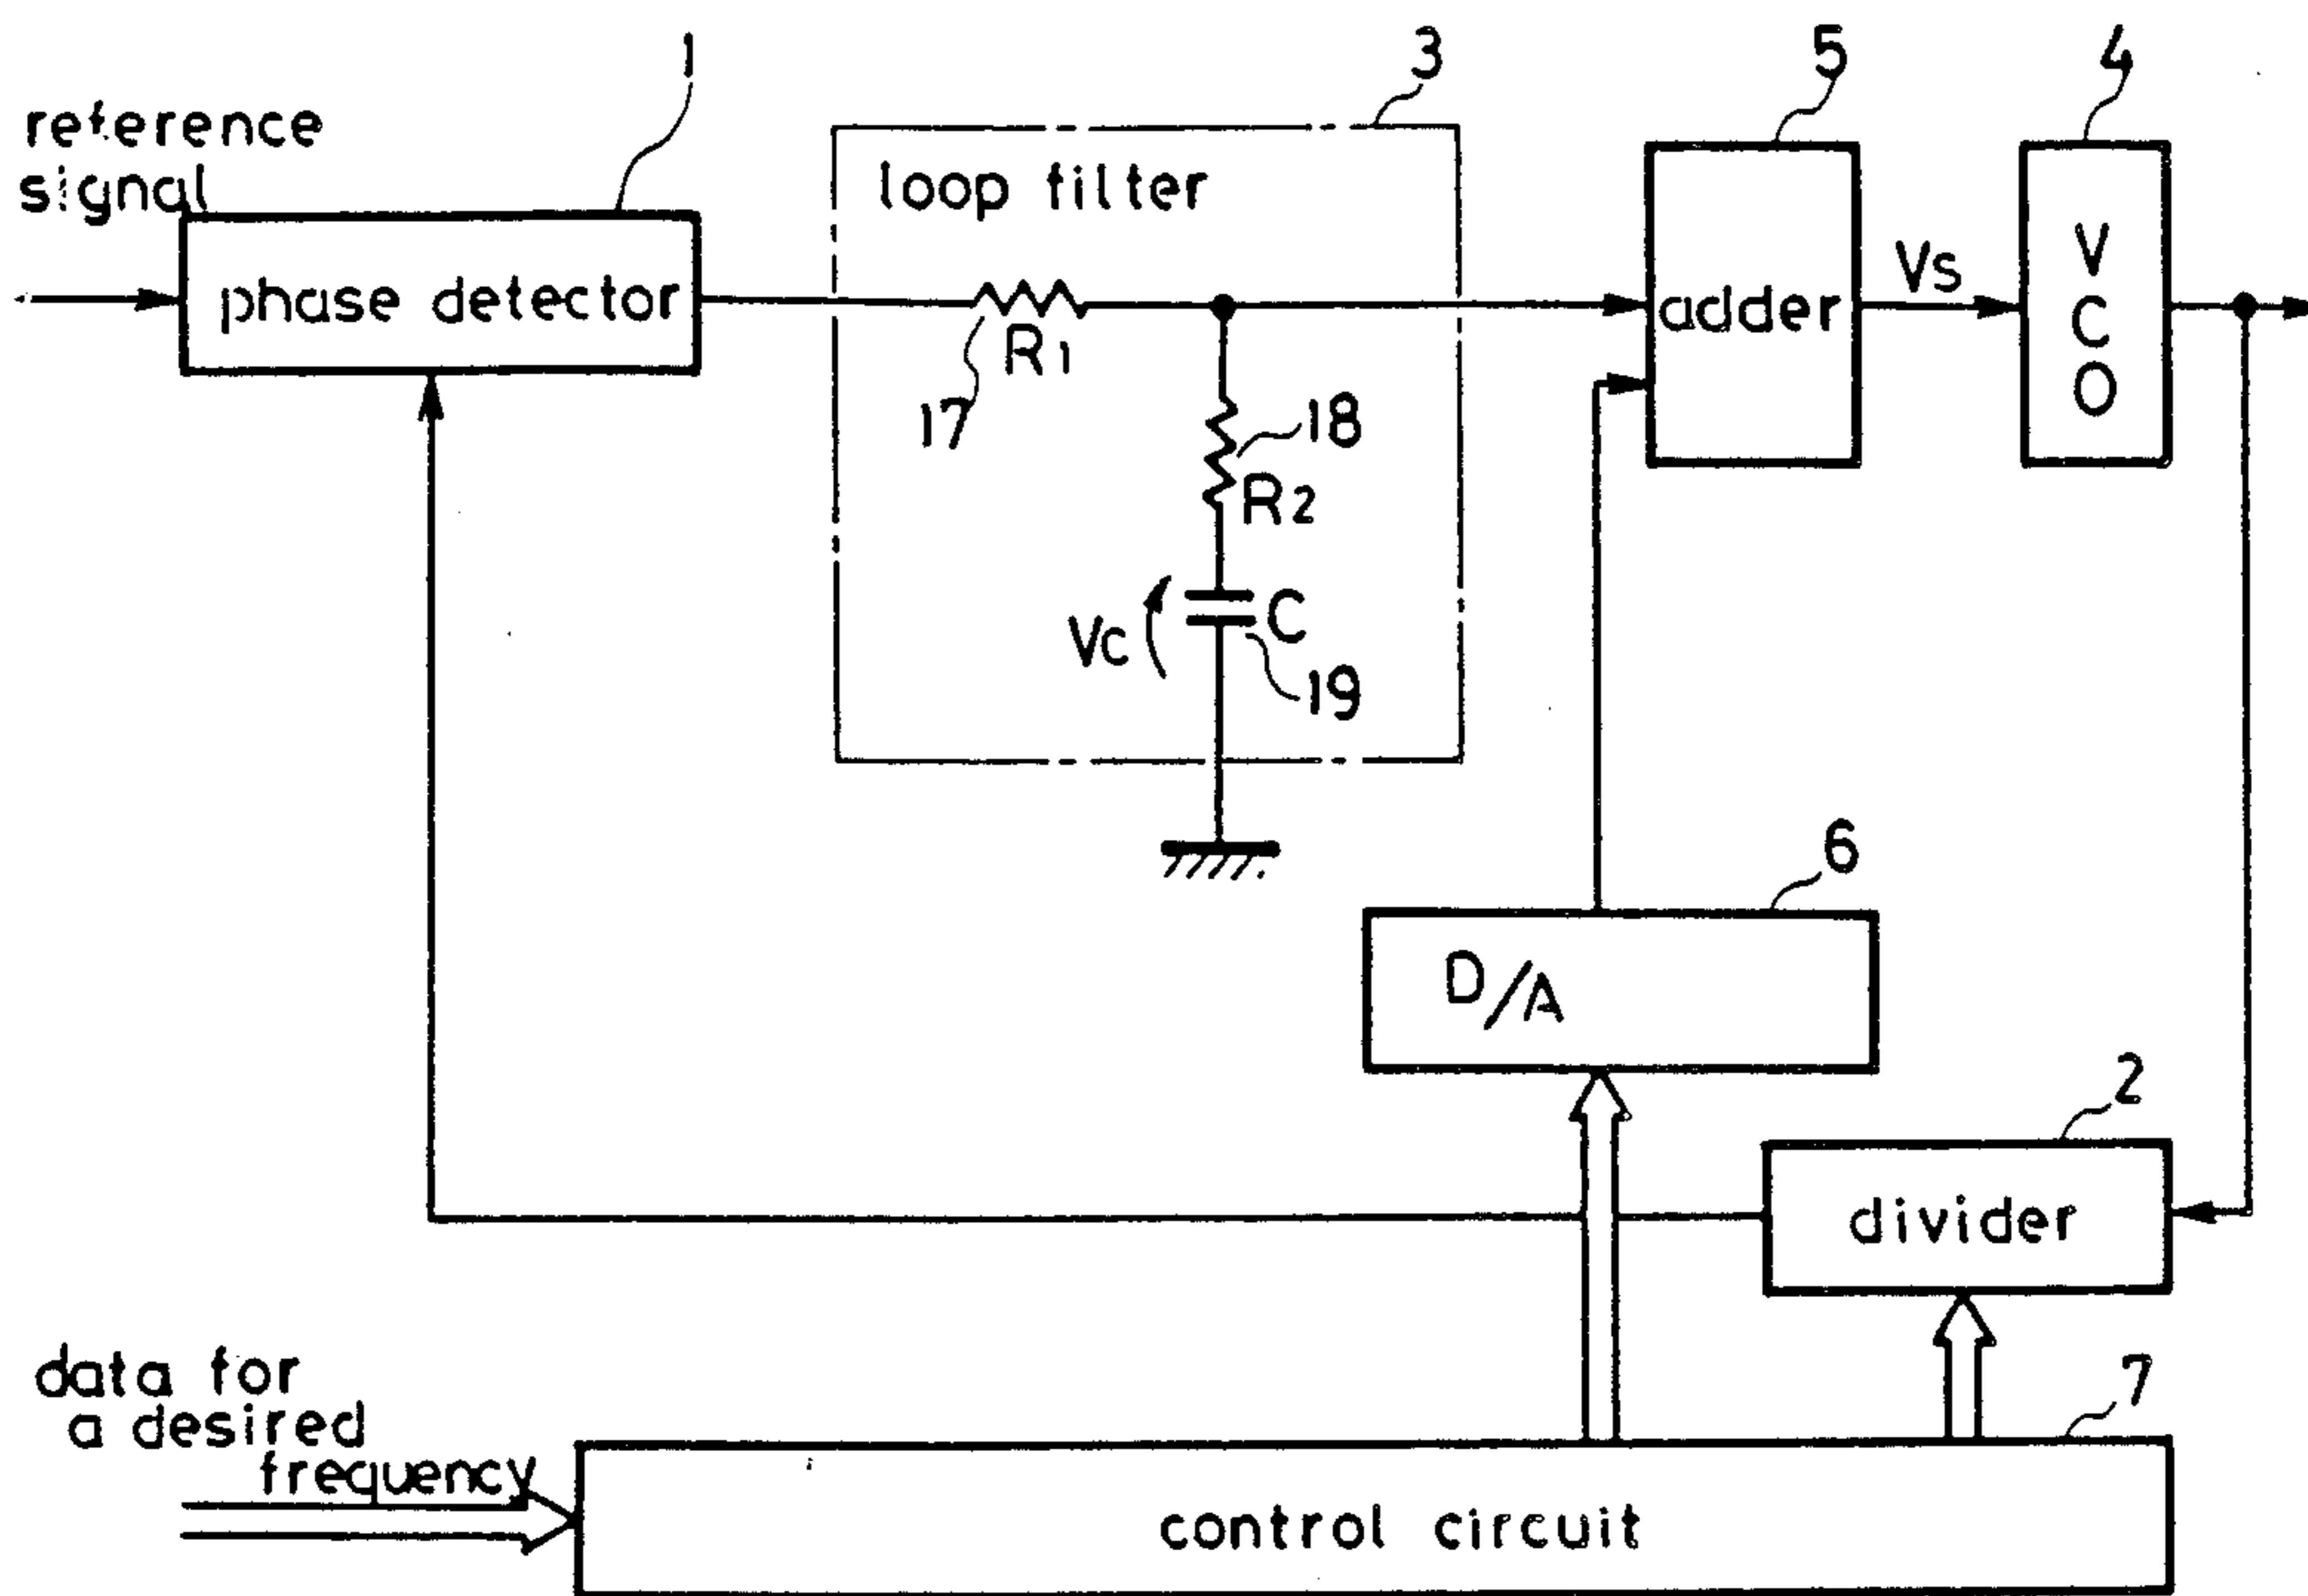 1
3
5
4
reference
signal
loop filter
phase detector
R1
17
18
R2
Vc
C
19
adder
Vs
VCO
6
D/A
2
divider
data for
a desired
frequency
7
control circuit